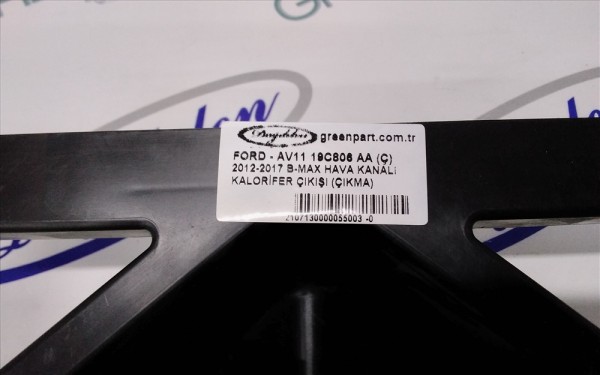 greenpart.com.tr
FORD - AV11 19C806 AA (Ç)
2012-2017 B-MAX HAVA KANALI
KALORİFER ÇIKIŞI (ÇIKMA)
2107130000055003 -0